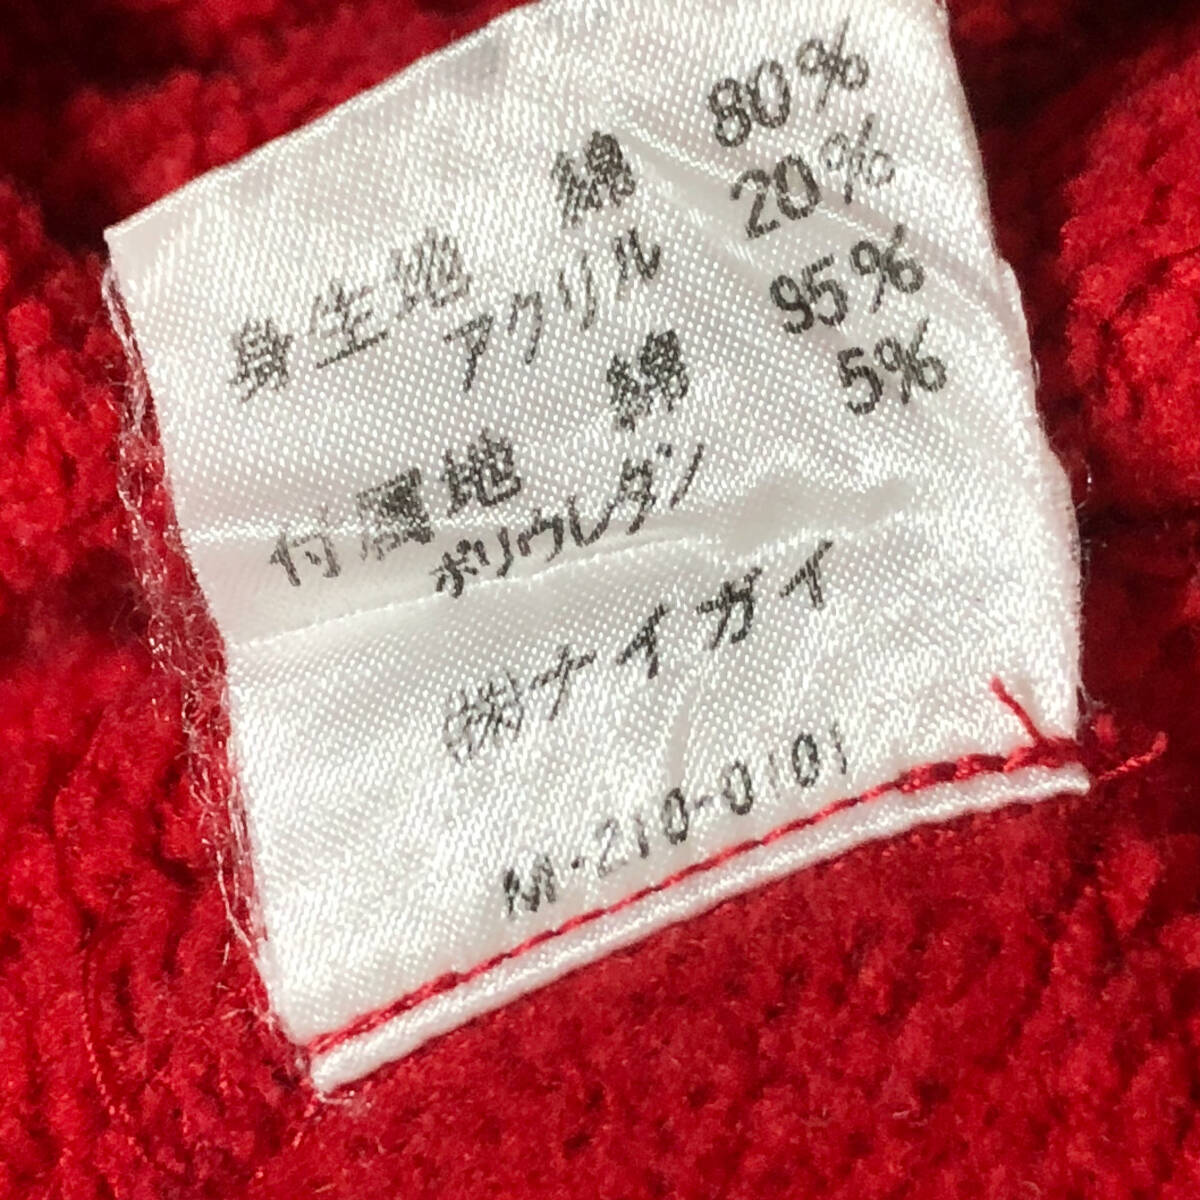 身生地 綿 80%
アクリル 20%
付属地 綿 95%
ポリウレタン 5%
㈱ナイガイ
M-210-0101